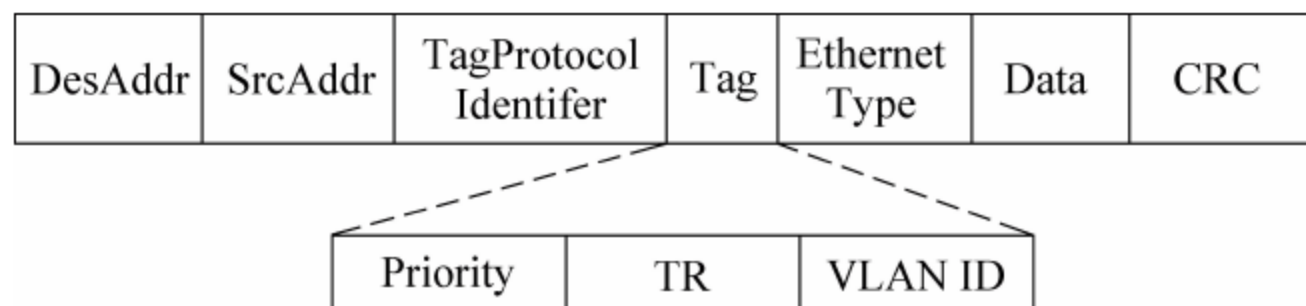 DesAddr SrcAddr TagProtocol Identifer Tag Ethernet Type Data CRC
Priority TR VLAN ID